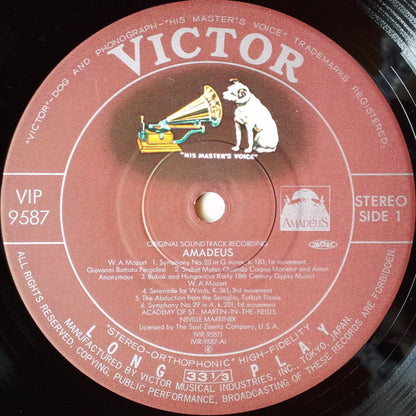 "VICTOR"—DOG AND PHONOGRAPH—"HIS MASTER'S VOICE" TRADEMARKS REGISTERED.
VICTOR
"HIS MASTER'S VOICE"
VIP
9587
AMADEUS
STEREO
SIDE 1
ORIGINAL SOUNDTRACK RECORDING
AMADEUS
W. A. Mozart 1. Symphony No. 25 in G minor, K. 183, 1st movement
Giovanni Battista Pergolesi 2. Stabat Mater: Quando Corpus Morietur and Amen
Anonymous 3. Bubak and Hungaricus (Early 18th Century Gypsy Music)
W. A. Mozart
4. Serenade for Winds, K. 361, 3rd movement
5. The Abduction from the Seraglio, Turkish Finale
6. Symphony No. 29 in A, K. 201, 1st movement
ACADEMY OF ST. MARTIN-IN-THE-FIELDS
NEVILLE MARRINER
Licensed by The Saul Zaentz Company, U.S.A.
(VIR-9587)
(VIR-9587-A)
LONG 33 1/3 PLAY
"STEREO-ORTHOPHONIC" HIGH-FIDELITY
MANUFACTURED BY VICTOR MUSICAL INDUSTRIES, INC., TOKYO, JAPAN
ALL RIGHTS RESERVED. COPYING, PUBLIC PERFORMANCE, BROADCASTING OF THESE RECORDS ARE FORBIDDEN.